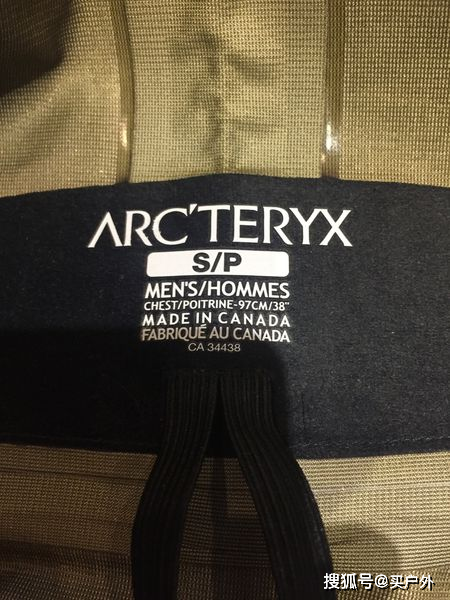 ARC'TERYX
S/P
MEN'S/HOMMES
CHEST/POITRINE-97CM/38"
MADE IN CANADA
FABRIQUÉ AU CANADA
CA 34438
搜狐号@买户外